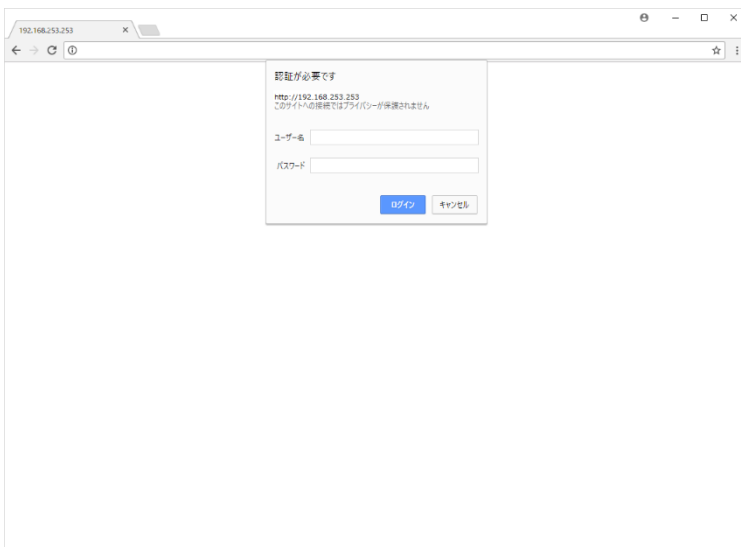 192.168.253.253
認証が必要です
http://192.168.253.253
このサイトへの接続ではプライバシーが保護されません
ユーザー名
パスワード
ログイン
キャンセル